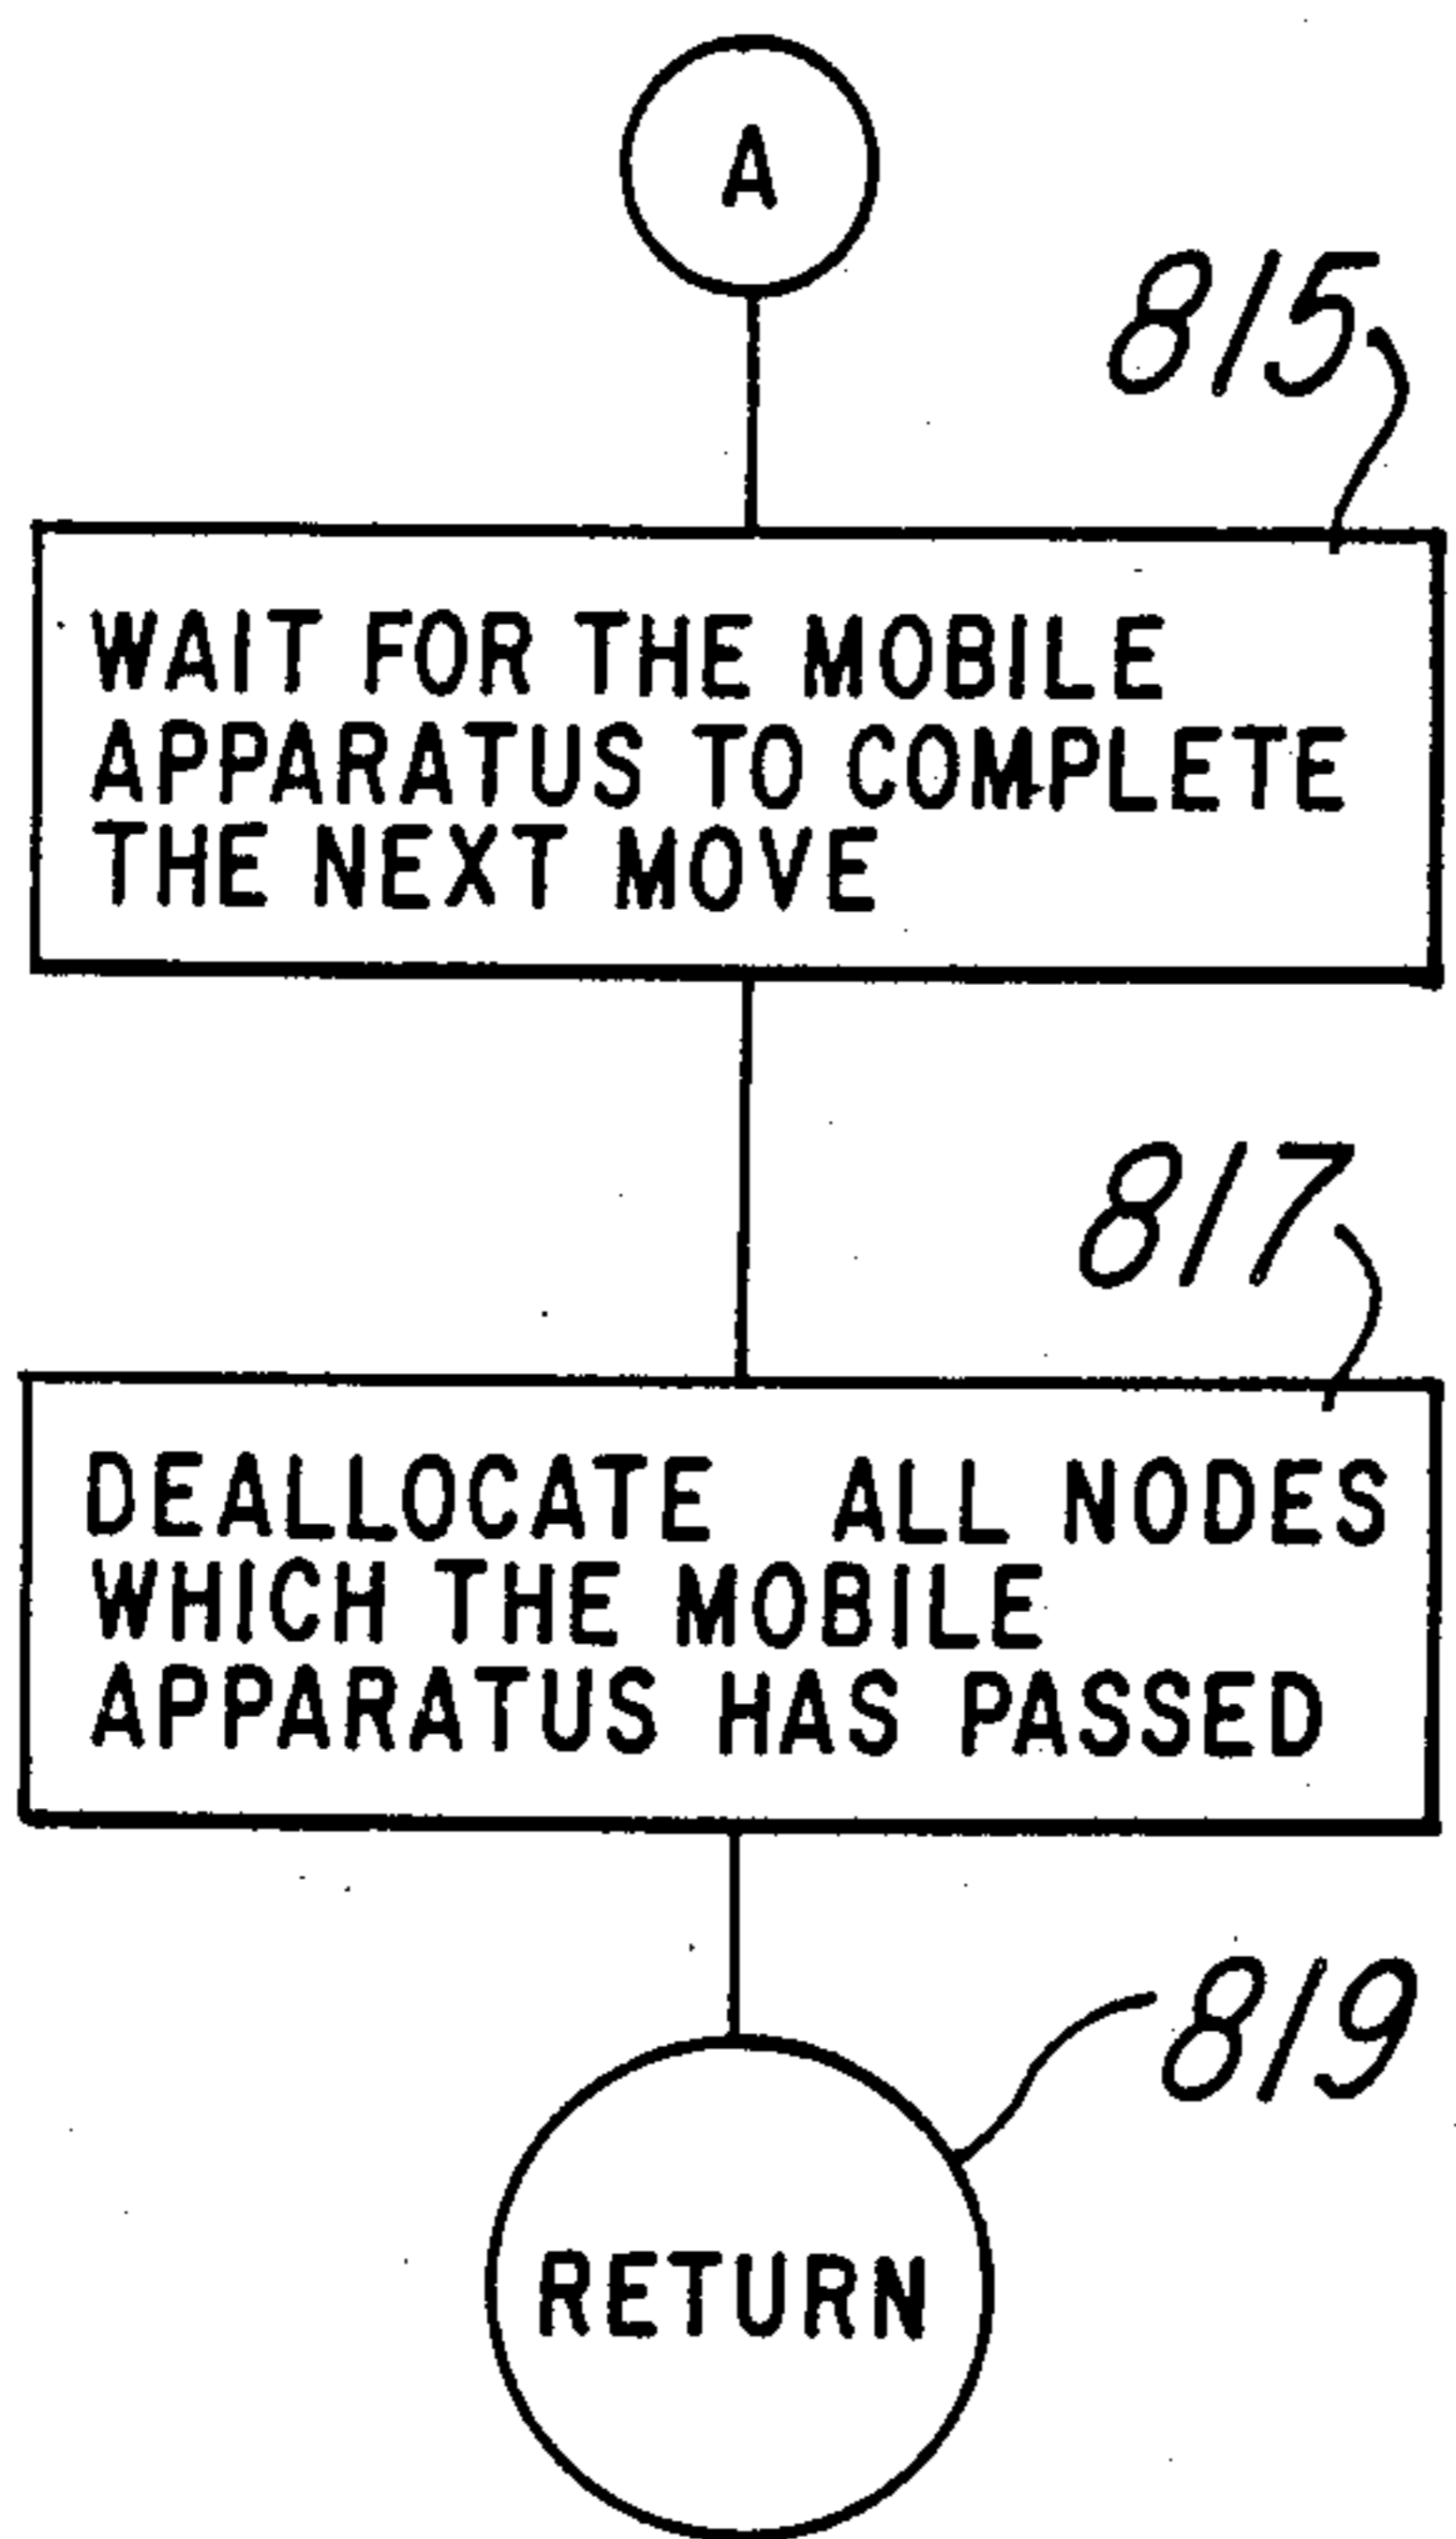 A
815
WAIT FOR THE MOBILE
APPARATUS TO COMPLETE
THE NEXT MOVE
817
DEALLOCATE ALL NODES
WHICH THE MOBILE
APPARATUS HAS PASSED
819
RETURN